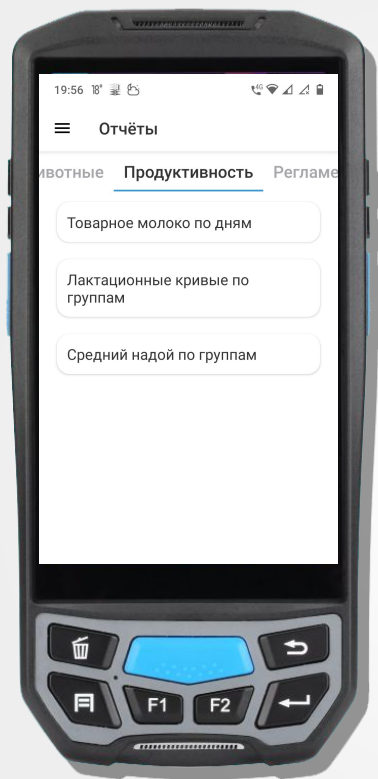 19:56 18°
4G
Отчёты
ивотные Продуктивность Регламе
Товарное молоко по дням
Лактационные кривые по
группам
Средний надой по группам
F1 F2